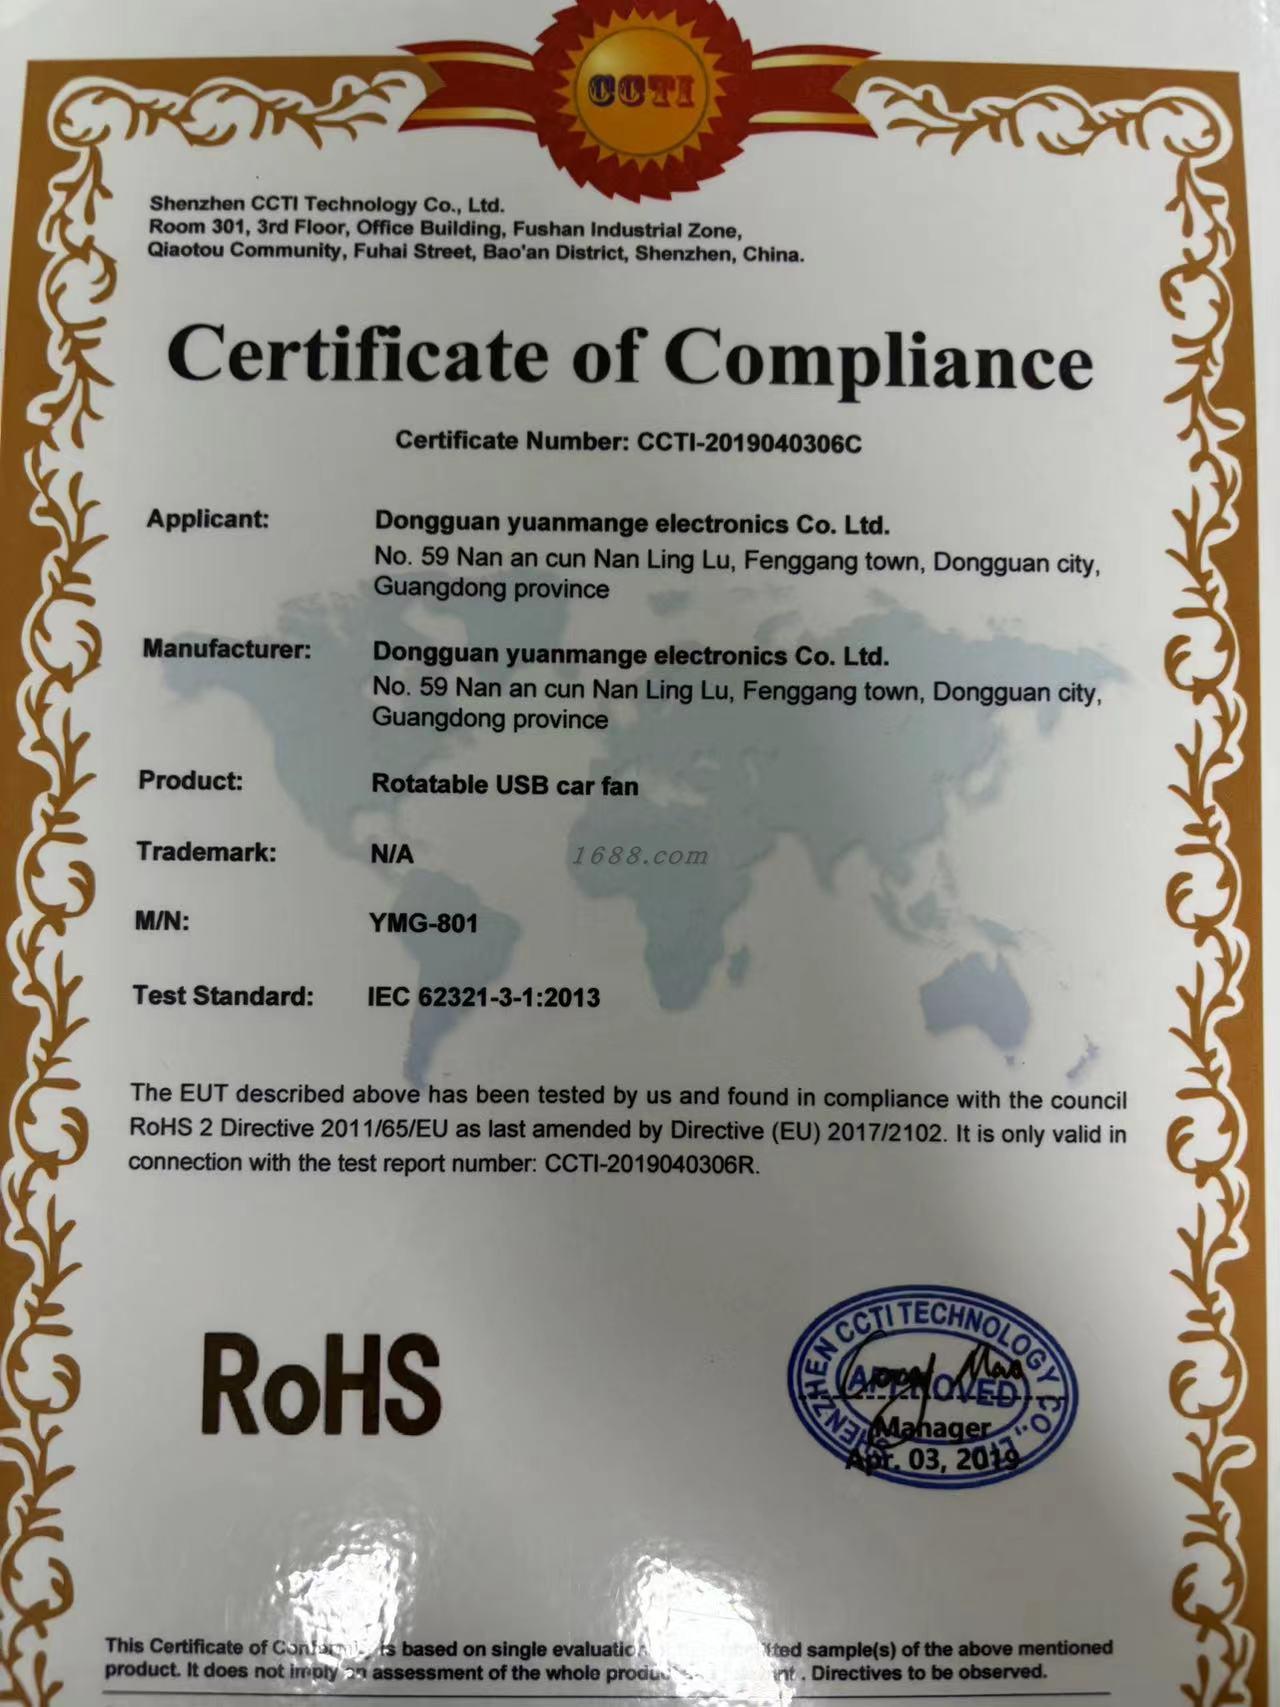 CCTI
Shenzhen CCTI Technology Co., Ltd.
Room 301, 3rd Floor, Office Building, Fushan Industrial Zone,
Qiaotou Community, Fuhai Street, Bao'an District, Shenzhen, China.
Certificate of Compliance
Certificate Number: CCTI-2019040306C
Applicant: Dongguan yuanmange electronics Co. Ltd.
No. 59 Nan an cun Nan Ling Lu, Fenggang town, Dongguan city,
Guangdong province
Manufacturer: Dongguan yuanmange electronics Co. Ltd.
No. 59 Nan an cun Nan Ling Lu, Fenggang town, Dongguan city,
Guangdong province
Product: Rotatable USB car fan
Trademark: N/A
1688.com
M/N: YMG-801
Test Standard: IEC 62321-3-1:2013
The EUT described above has been tested by us and found in compliance with the council
RoHS 2 Directive 2011/65/EU as last amended by Directive (EU) 2017/2102. It is only valid in
connection with the test report number: CCTI-2019040306R.
RoHS
SHENZHEN CCTI TECHNOLOGY CO., LTD
APPROVED
Manager
Apr. 03, 2019
This Certificate of is based on single sample(s) of the above mentioned
product. It does not imply an assessment of the whole . Directives to be observed.